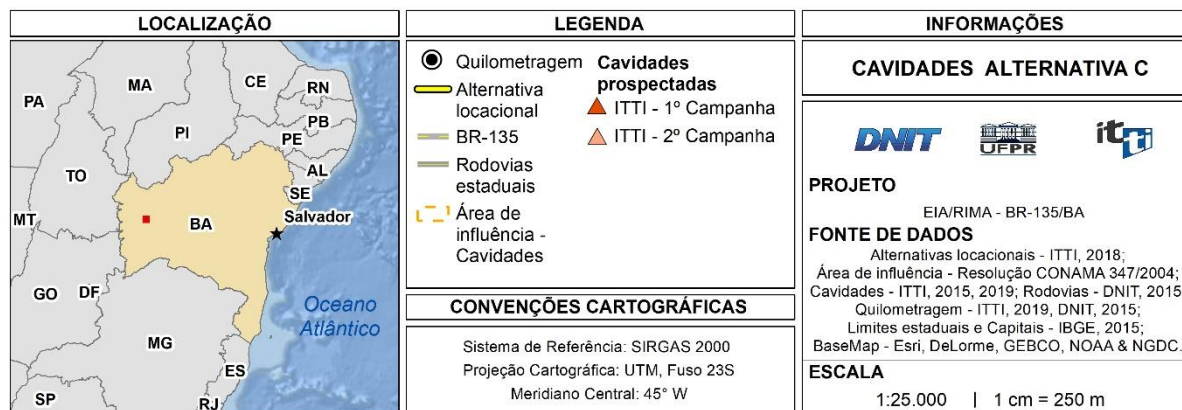 LOCALIZAÇÃO
PA
MA
CE
RN
PB
PI
PE
AL
TO
SE
MT
BA
Salvador
GO
DF
Oceano
Atlântico
MG
ES
SP
RJ
LEGENDA
Quilometragem
Alternativa
locacional
BR-135
Rodovias
estaduais
Área de
influência -
Cavidades
Cavidades
prospectadas
ITTI - 1º Campanha
ITTI - 2º Campanha
CONVENÇÕES CARTOGRÁFICAS
Sistema de Referência: SIRGAS 2000
Projeção Cartográfica: UTM, Fuso 23S
Meridiano Central: 45° W
INFORMAÇÕES
CAVIDADES ALTERNATIVA C
DNIT
UFPR
itti
PROJETO
EIA/RIMA - BR-135/BA
FONTE DE DADOS
Alternativas locacionais - ITTI, 2018;
Área de influência - Resolução CONAMA 347/2004;
Cavidades - ITTI, 2015, 2019; Rodovias - DNIT, 2015
Quilometragem - ITTI, 2019, DNIT, 2015;
Limites estaduais e Capitais - IBGE, 2015;
BaseMap - Esri, DeLorme, GEBCO, NOAA & NGDC.
ESCALA
1:25.000 | 1 cm = 250 m